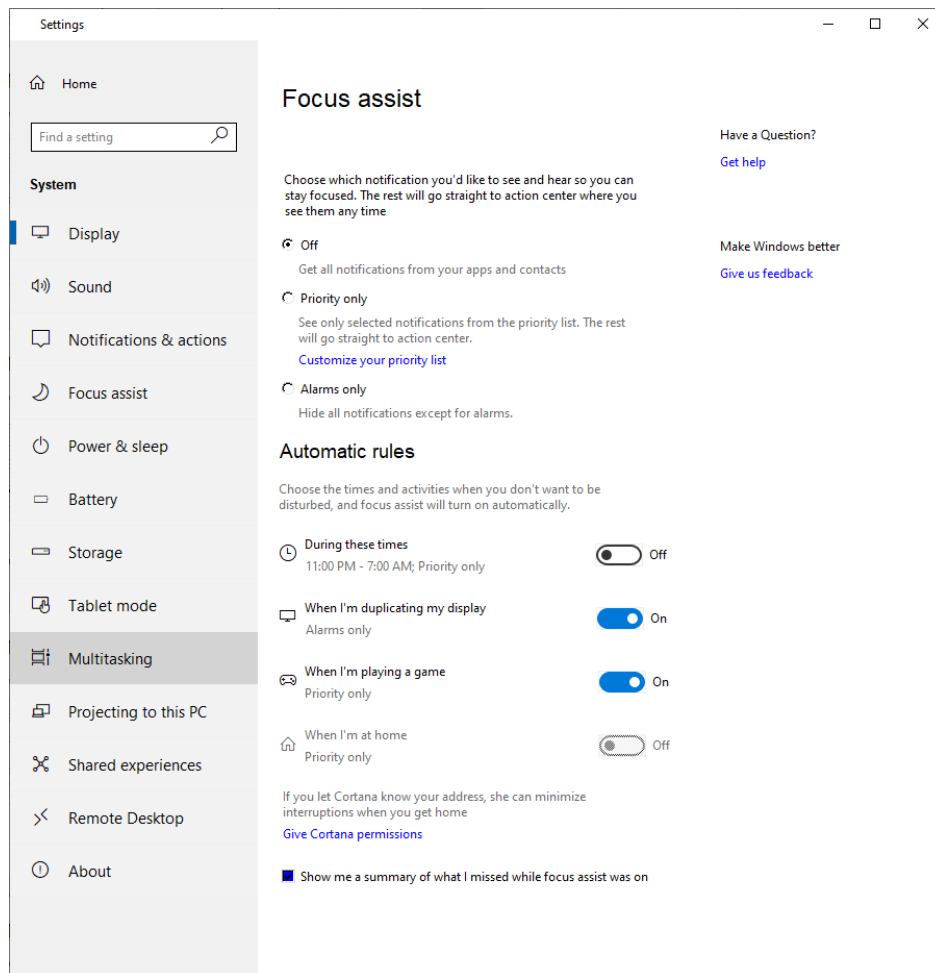 Settings
Home
Find a setting
System
Display
Sound
Notifications & actions
Focus assist
Power & sleep
Battery
Storage
Tablet mode
Multitasking
Projecting to this PC
Shared experiences
Remote Desktop
About
Focus assist
Choose which notification you'd like to see and hear so you can
stay focused. The rest will go straight to action center where you
see them any time
Off
Get all notifications from your apps and contacts
Priority only
See only selected notifications from the priority list. The rest
will go straight to action center.
Customize your priority list
Alarms only
Hide all notifications except for alarms.
Automatic rules
Choose the times and activities when you don't want to be
disturbed, and focus assist will turn on automatically.
During these times
11:00 PM - 7:00 AM; Priority only
Off
When I'm duplicating my display
Alarms only
On
When I'm playing a game
Priority only
On
When I'm at home
Priority only
Off
If you let Cortana know your address, she can minimize
interruptions when you get home
Give Cortana permissions
Show me a summary of what I missed while focus assist was on
Have a Question?
Get help
Make Windows better
Give us feedback